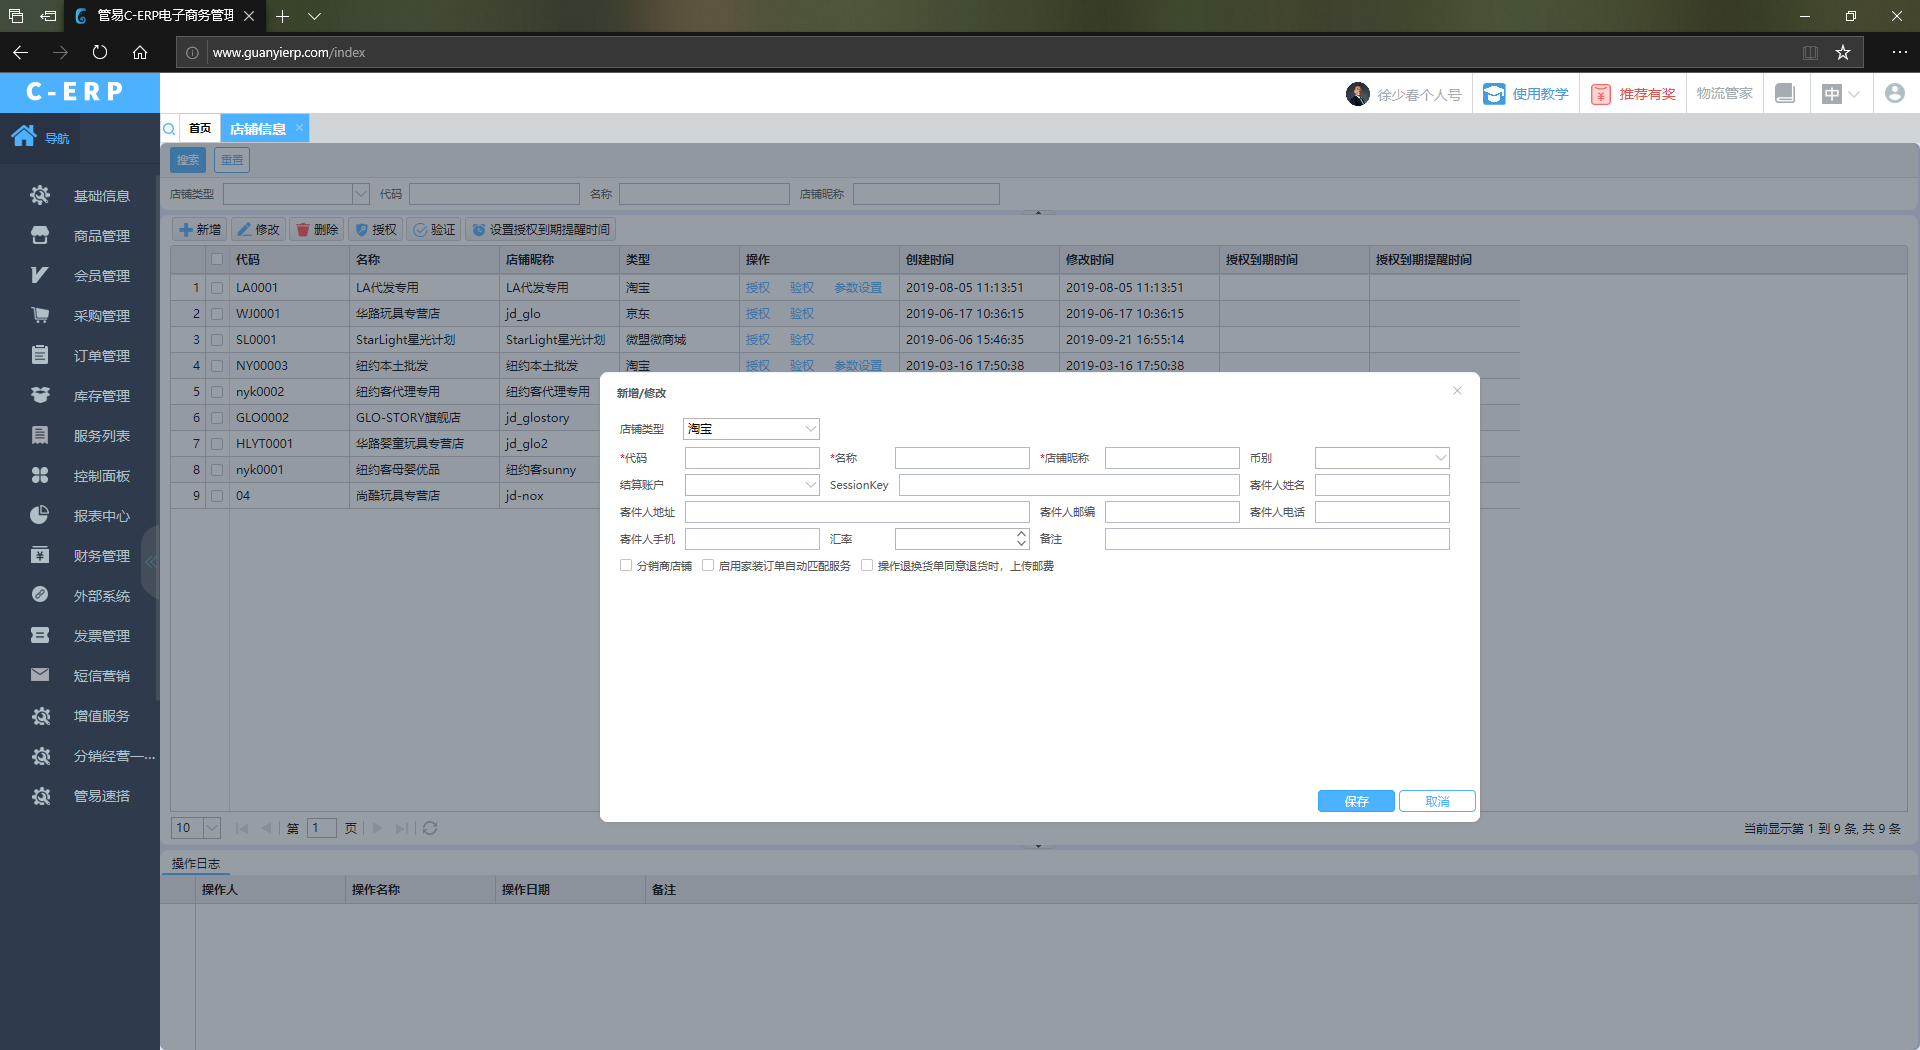 管易C-ERP电子商务管理
www.guanyierp.com/index
C-ERP
徐少春个人号
使用教学
推荐有奖
物流管家
中
导航
首页
店铺信息
搜索
重置
店铺类型
代码
名称
店铺昵称
新增
修改
删除
授权
验证
设置授权到期提醒时间
代码 名称 店铺昵称 类型 操作 创建时间 修改时间 授权到期时间 授权到期提醒时间
1 LA0001 LA代发专用 LA代发专用 淘宝 授权 验权 参数设置 2019-08-05 11:13:51 2019-08-05 11:13:51
2 WJ0001 华路玩具专营店 jd_glo 京东 授权 验权 2019-06-17 10:36:15 2019-06-17 10:36:15
3 SL0001 StarLight星光计划 StarLight星光计划 微盟微商城 授权 验权 2019-06-06 15:46:35 2019-09-21 16:55:14
4 NY00003 纽约本土批发 纽约本土批发 淘宝 授权 验权 参数设置 2019-03-16 17:50:38 2019-03-16 17:50:38
5 nyk0002 纽约客代理专用 纽约客代理专用
6 GLO0002 GLO-STORY旗舰店 jd_glostory
7 HLYT0001 华路婴童玩具专营店 jd_glo2
8 nyk0001 纽约客母婴优品 纽约客sunny
9 04 尚酷玩具专营店 jd-nox
基础信息
商品管理
会员管理
采购管理
订单管理
库存管理
服务列表
控制面板
报表中心
财务管理
外部系统
发票管理
短信营销
增值服务
分销经营一...
管易速搭
新增/修改
店铺类型 淘宝
*代码 *名称 *店铺昵称 币别
结算账户 SessionKey 寄件人姓名
寄件人地址 寄件人邮编 寄件人电话
寄件人手机 汇率 备注
分销商店铺 启用家装订单自动匹配服务 操作退换货单同意退货时，上传邮费
保存 取消
10 第 1 页
当前显示第 1 到 9 条, 共 9 条
操作日志
操作人 操作名称 操作日期 备注